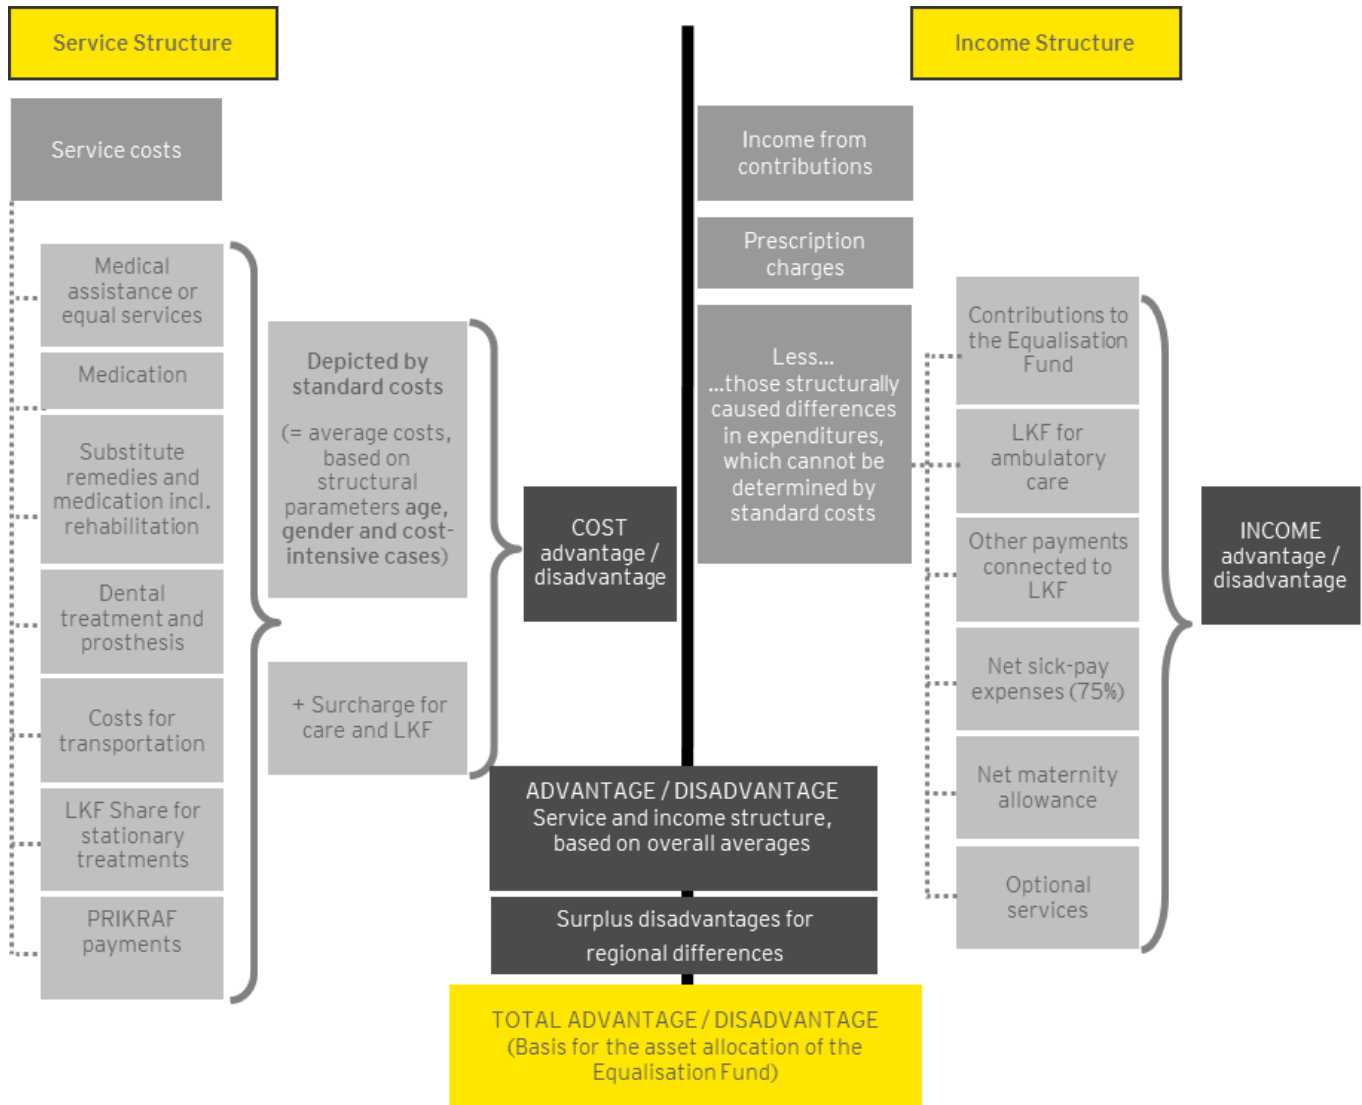 Service Structure
Service costs
Medical
assistance or
equal services
Medication
Substitute
remedies and
medication incl.
rehabilitation
Dental
treatment and
prosthesis
Costs for
transportation
LKF Share for
stationary
treatments
PRIKRAF
payments
Depicted by
standard costs
(= average costs,
based on
structural
parameters age,
gender and cost-
intensive cases)
+ Surcharge for
care and LKF
COST
advantage /
disadvantage
Income Structure
Income from
contributions
Prescription
charges
Less...
...those structurally
caused differences
in expenditures,
which cannot be
determined by
standard costs
Contributions to
the Equalisation
Fund
LKF for
ambulatory
care
Other payments
connected to
LKF
Net sick-pay
expenses (75%)
Net maternity
allowance
Optional
services
INCOME
advantage /
disadvantage
ADVANTAGE / DISADVANTAGE
Service and income structure,
based on overall averages
Surplus disadvantages for
regional differences
TOTAL ADVANTAGE / DISADVANTAGE
(Basis for the asset allocation of the
Equalisation Fund)